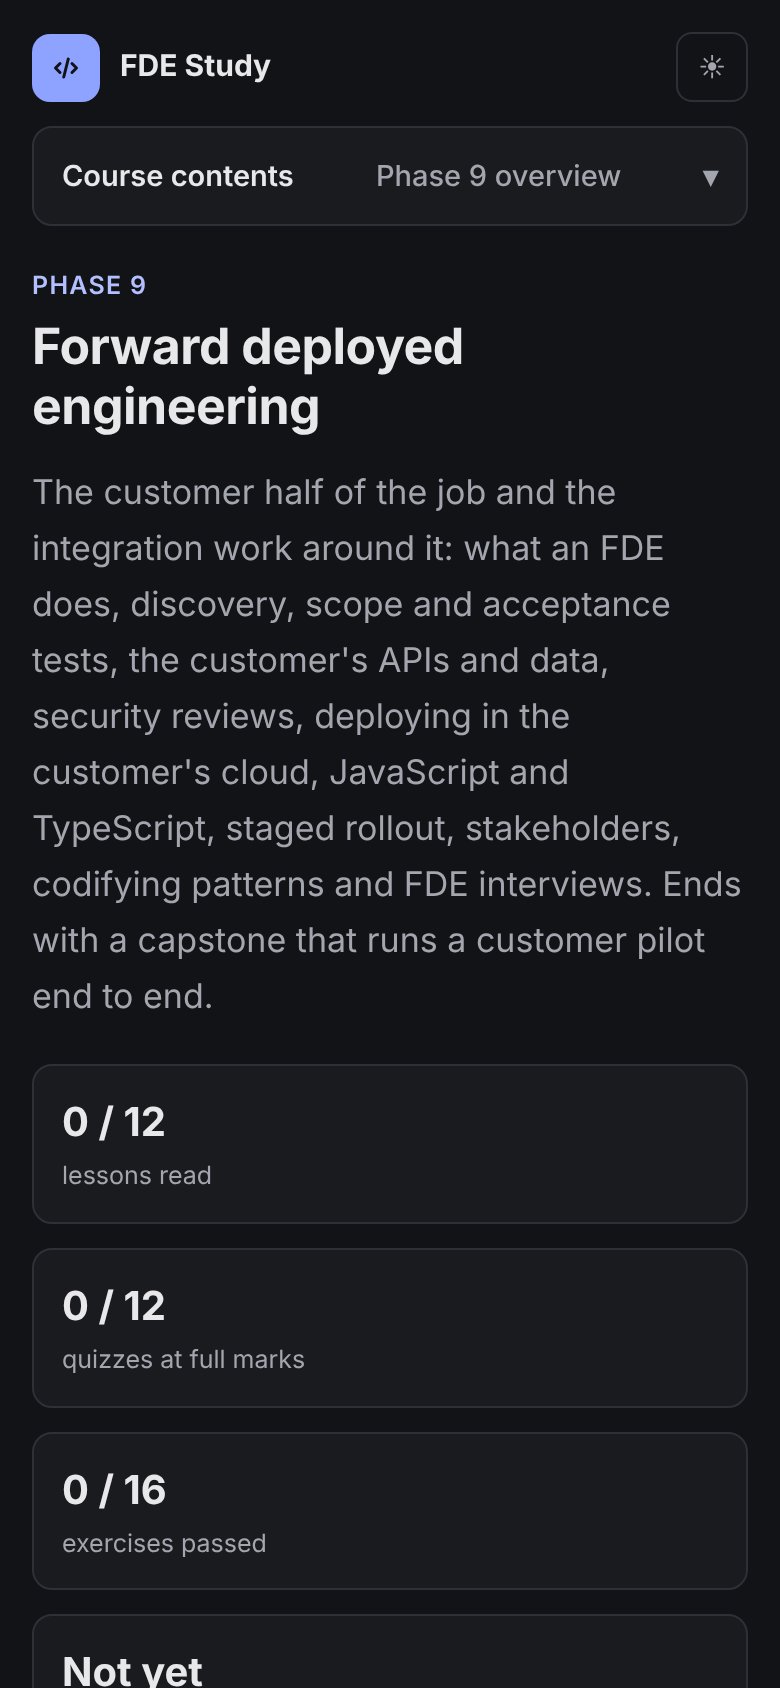 FDE Study
Course contents
Phase 9 overview
PHASE 9
Forward deployed
engineering
The customer half of the job and the
integration work around it: what an FDE
does, discovery, scope and acceptance
tests, the customer's APIs and data,
security reviews, deploying in the
customer's cloud, JavaScript and
TypeScript, staged rollout, stakeholders,
codifying patterns and FDE interviews. Ends
with a capstone that runs a customer pilot
end to end.
0 / 12
lessons read
0 / 12
quizzes at full marks
0 / 16
exercises passed
Not yet